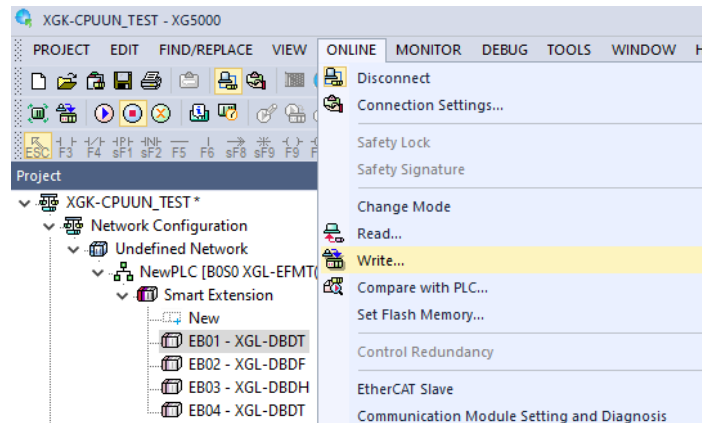 XGK-CPUUN_TEST - XG5000
PROJECT EDIT FIND/REPLACE VIEW ONLINE MONITOR DEBUG TOOLS WINDOW H
Disconnect
Connection Settings...
Safety Lock
Safety Signature
Change Mode
Read...
Write...
Compare with PLC...
Set Flash Memory...
Control Redundancy
EtherCAT Slave
Communication Module Setting and Diagnosis
ESC F3 F4 sF1 sF2 F5 F6 sF8 sF9 F9 F
Project
XGK-CPUUN_TEST *
Network Configuration
Undefined Network
NewPLC [B0S0 XGL-EFMT(
Smart Extension
New
EB01 - XGL-DBDT
EB02 - XGL-DBDF
EB03 - XGL-DBDH
EB04 - XGL-DBDT